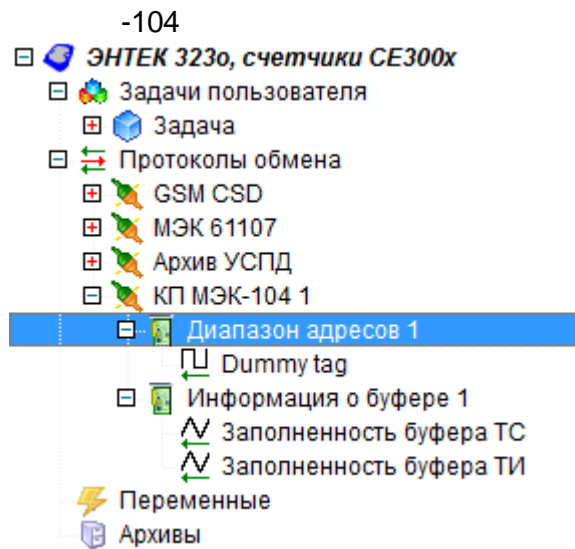 -104
ЭНТЕК 323о, счетчики СЕ300х
Задачи пользователя
Задача
Протоколы обмена
GSM CSD
МЭК 61107
Архив УСПД
КП МЭК-104 1
Диапазон адресов 1
Dummy tag
Информация о буфере 1
Заполненность буфера ТС
Заполненность буфера ТИ
Переменные
Архивы